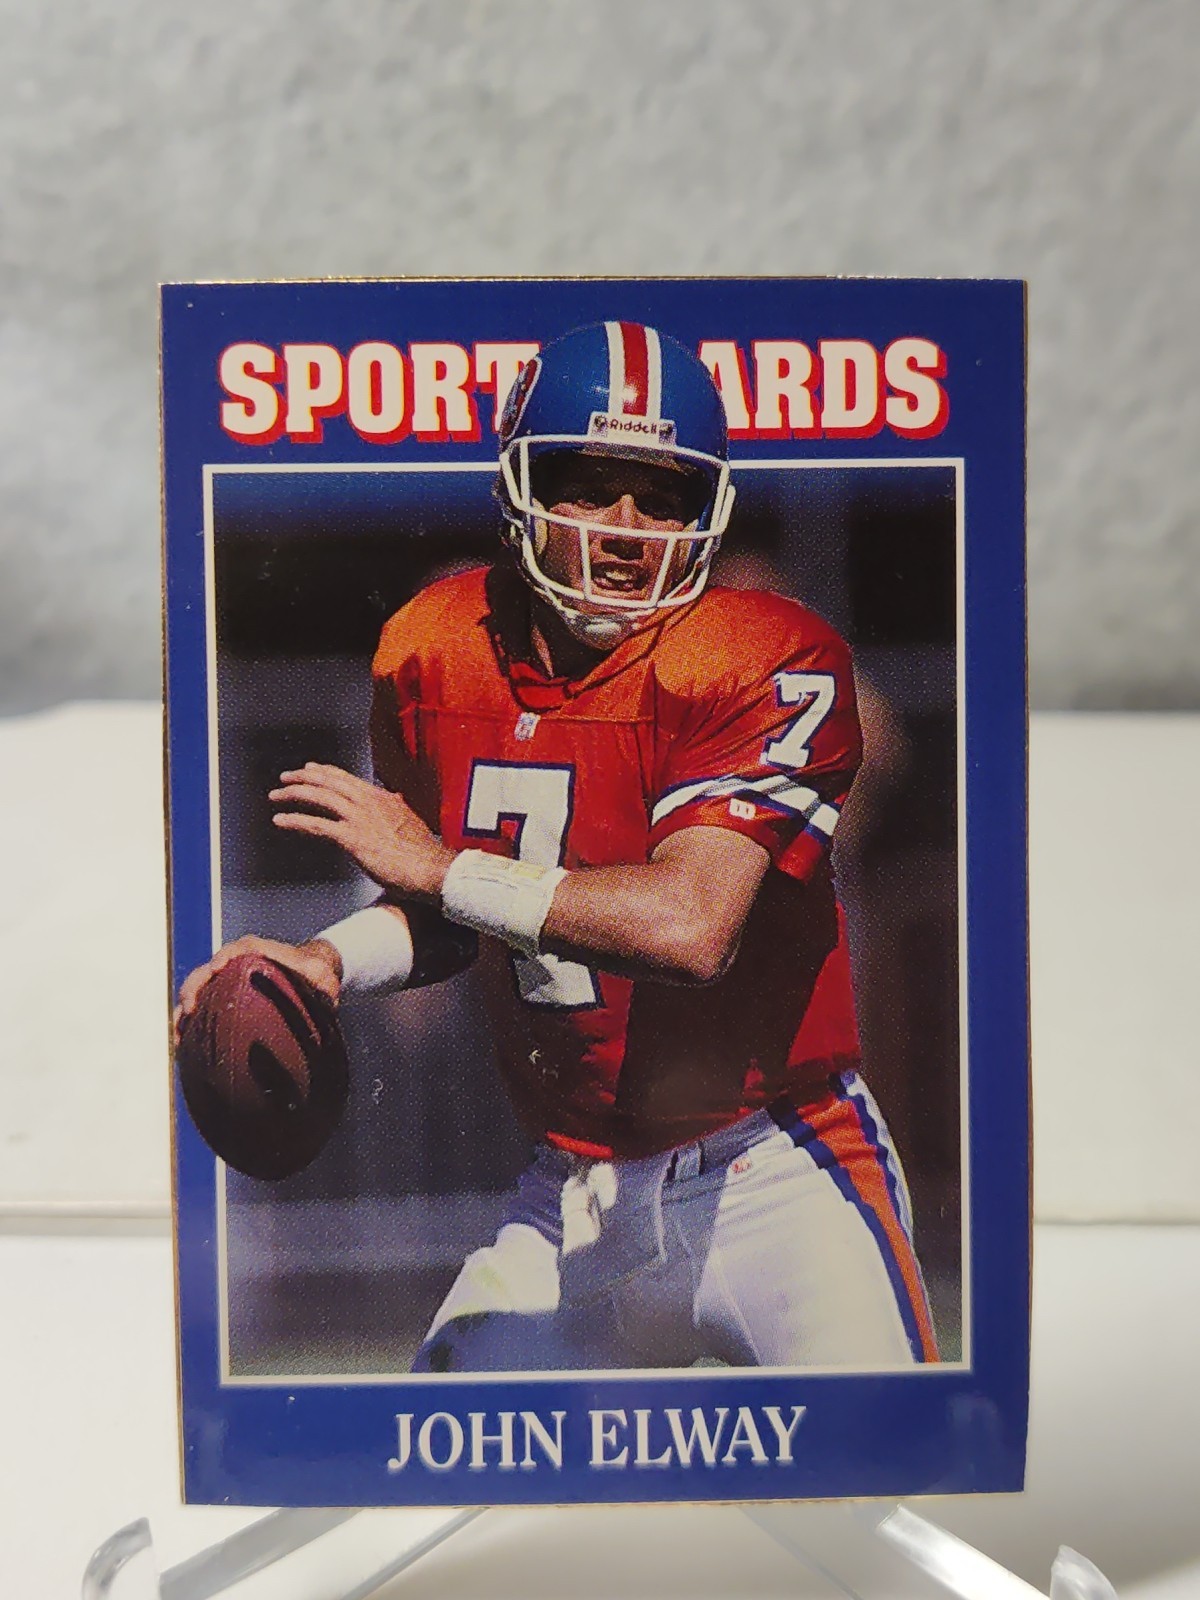 SPORT ARDS
Riddell
7
7
JOHN ELWAY